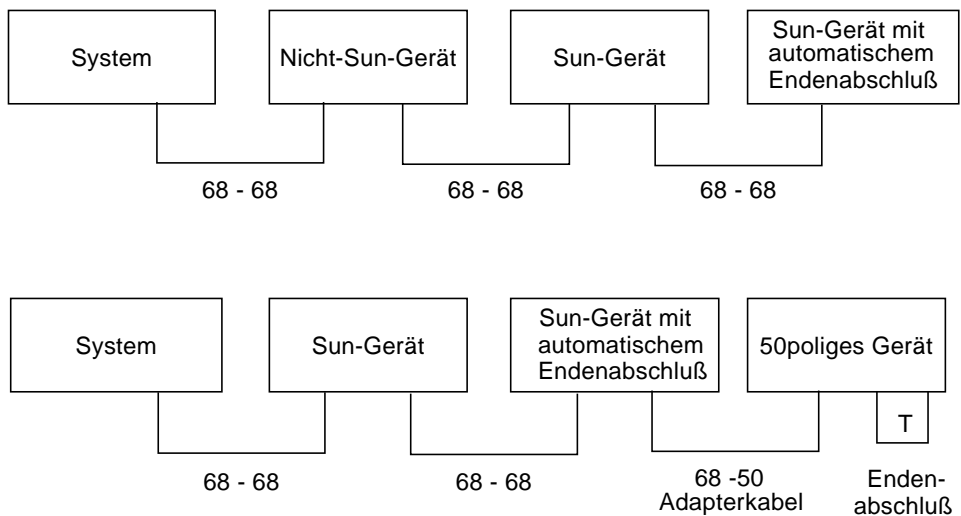 System
Nicht-Sun-Gerät
Sun-Gerät
Sun-Gerät mit
automatischem
Endenabschluß
68 - 68
68 - 68
68 - 68
System
Sun-Gerät
Sun-Gerät mit
automatischem
Endenabschluß
50poliges Gerät
T
68 - 68
68 - 68
68 -50
Adapterkabel
Enden-
abschluß